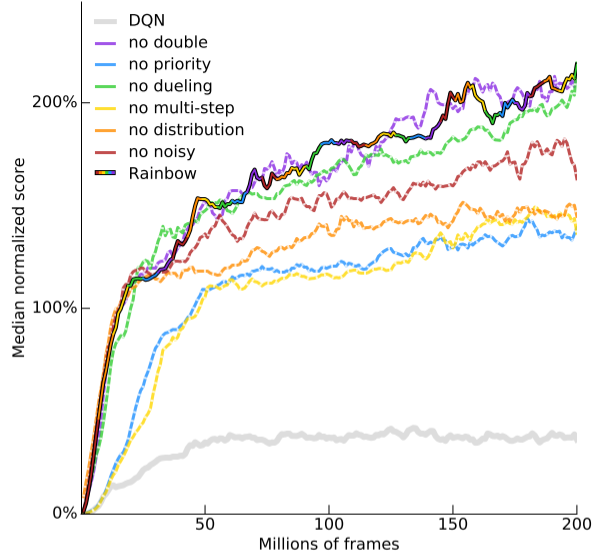 DQN
no double
no priority
no dueling
no multi-step
no distribution
no noisy
Rainbow
200%
100%
0%
Median normalized score
50
100
150
200
Millions of frames